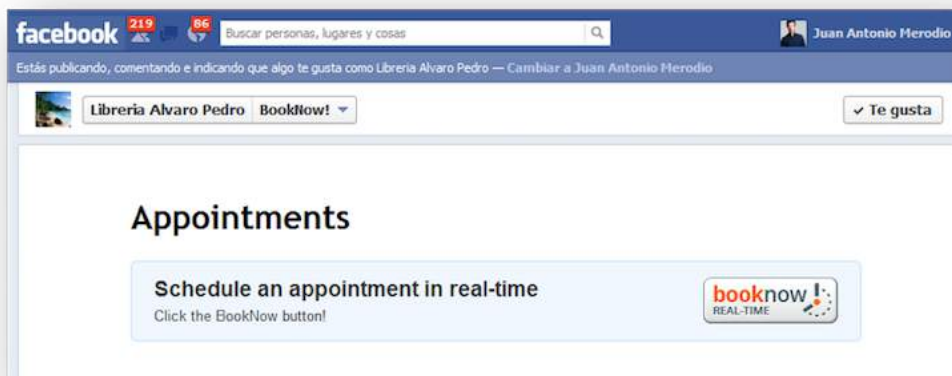 facebook 219 86 Buscar personas, lugares y cosas Juan Antonio Merodio
Estás publicando, comentando e indicando que algo te gusta como Libreria Alvaro Pedro — Cambiar a Juan Antonio Merodio
Libreria Alvaro Pedro BookNow! ✓ Te gusta
Appointments
Schedule an appointment in real-time
Click the BookNow button!
booknow!
REAL-TIME